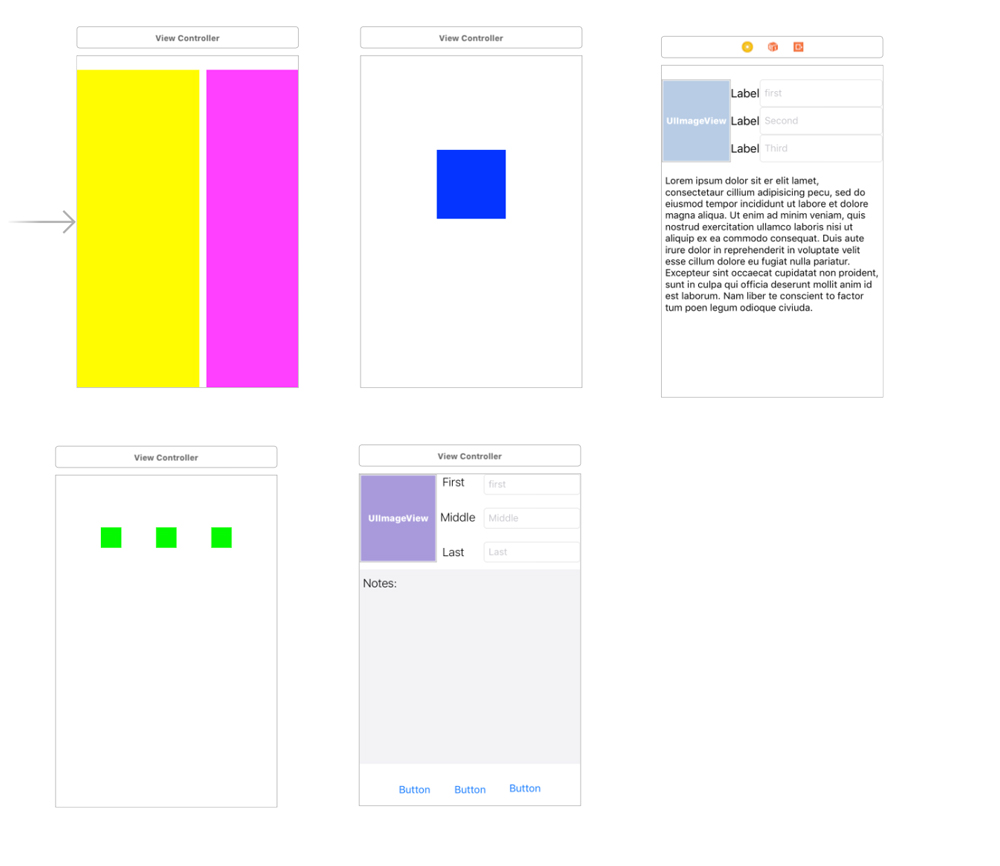 View Controller
View Controller
UIImageView
Label
first
Label
Second
Label
Third
Lorem ipsum dolor sit er elit lamet,
consectetaur cillium adipisicing pecu, sed do
eiusmod tempor incididunt ut labore et dolore
magna aliqua. Ut enim ad minim veniam, quis
nostrud exercitation ullamco laboris nisi ut
aliquip ex ea commodo consequat. Duis aute
irure dolor in reprehenderit in voluptate velit
esse cillum dolore eu fugiat nulla pariatur.
Excepteur sint occaecat cupidatat non proident,
sunt in culpa qui officia deserunt mollit anim id
est laborum. Nam liber te conscient to factor
tum poen legum odioque civiuda.
View Controller
View Controller
UIImageView
First
first
Middle
Middle
Last
Last
Notes:
Button
Button
Button